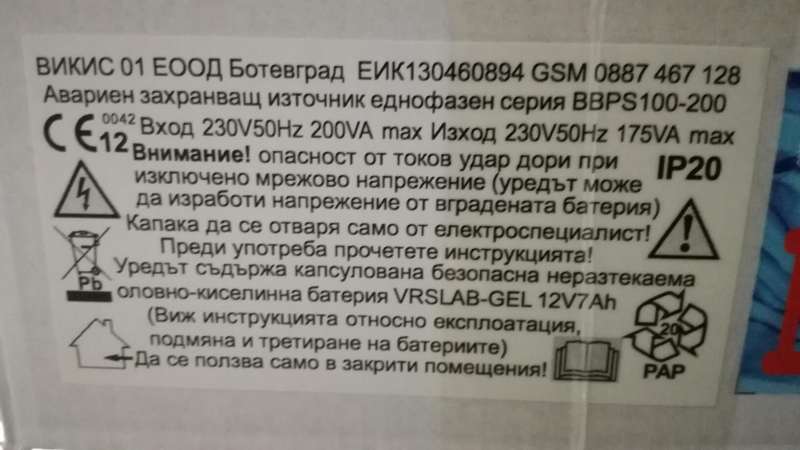 ВИКИС 01 ЕООД Ботевград ЕИК130460894 GSM 0887 467 128
Авариен захранващ източник еднофазен серия BBPS100-200
CE 0042 12 Вход 230V50Hz 200VA max Изход 230V50Hz 175VA max
Внимание! опасност от токов удар дори при
изключено мрежово напрежение (уредът може
да изработи напрежение от вградената батерия)
IP20
Капака да се отваря само от електроспециалист!
Преди употреба прочетете инструкцията!
Уредът съдържа капсулована безопасна неразтекаема
Pb
оловно-киселинна батерия VRSLAB-GEL 12V7Ah
(Виж инструкцията относно експлоатация,
подмяна и третиране на батериите)
Да се ползва само в закрити помещения!
20
PAP